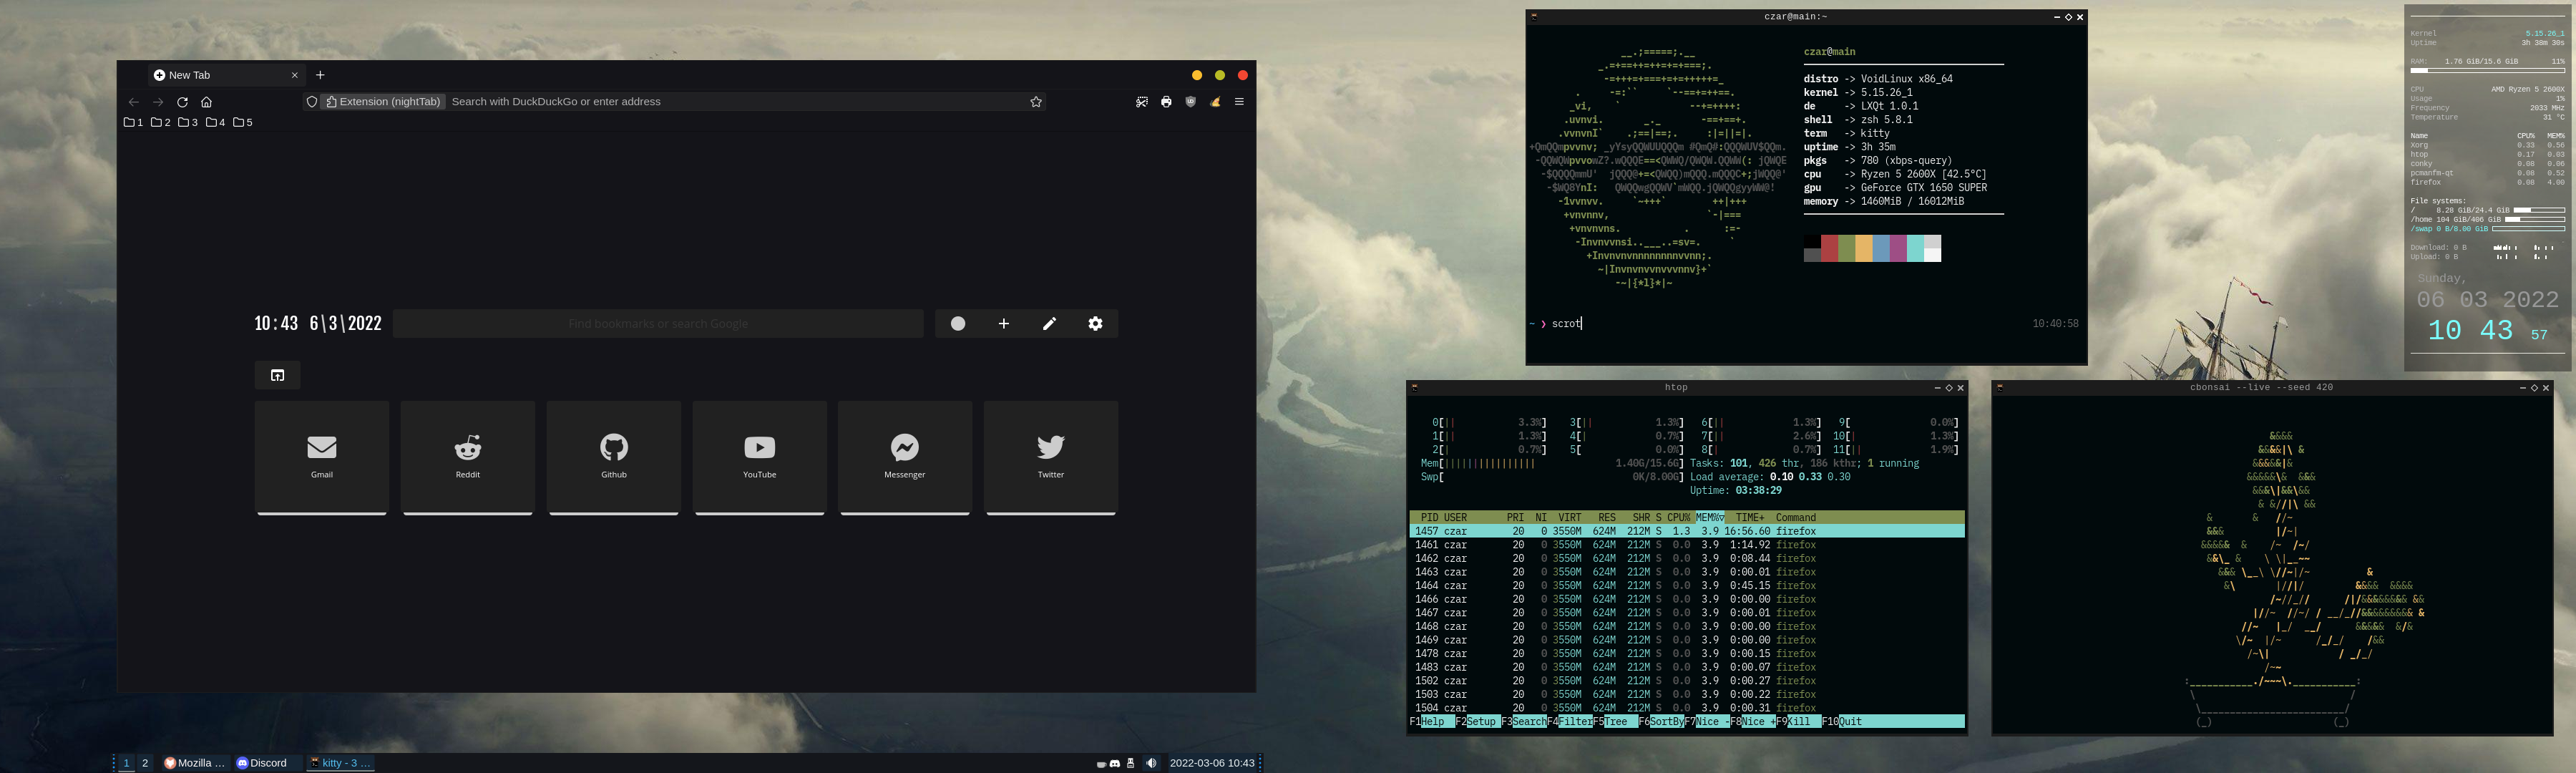 New Tab
Extension (nightTab) Search with DuckDuckGo or enter address
1 2 3 4 5
10:43 6\3\2022 Find bookmarks or search Google
Gmail Reddit Github YouTube Messenger Twitter
1 2 Mozilla ... Discord kitty - 3 ... 2022-03-06 10:43
czar@main:~
czar@main
distro -> VoidLinux x86_64
kernel -> 5.15.26_1
de -> LXQt 1.0.1
shell -> zsh 5.8.1
term -> kitty
uptime -> 3h 35m
pkgs -> 780 (xbps-query)
cpu -> Ryzen 5 2600X [42.5°C]
gpu -> GeForce GTX 1650 SUPER
memory -> 1460MiB / 16012MiB
~ ❯ scrot 10:40:58
htop
0[|| 3.3%] 3[|| 1.3%] 6[|| 1.3%] 9[ 0.0%]
1[|| 1.3%] 4[| 0.7%] 7[|| 2.6%] 10[| 1.3%]
2[| 0.7%] 5[ 0.0%] 8[| 0.7%] 11[|| 1.9%]
Mem[|||||||||||||||| 1.40G/15.6G] Tasks: 101, 426 thr, 186 kthr; 1 running
Swp[ 0K/8.00G] Load average: 0.10 0.33 0.30
Uptime: 03:38:29
PID USER PRI NI VIRT RES SHR S CPU% MEM%▽ TIME+ Command
1457 czar 20 0 3550M 624M 212M S 1.3 3.9 16:56.60 firefox
1461 czar 20 0 3550M 624M 212M S 0.0 3.9 1:14.92 firefox
1462 czar 20 0 3550M 624M 212M S 0.0 3.9 0:08.44 firefox
1463 czar 20 0 3550M 624M 212M S 0.0 3.9 0:00.01 firefox
1464 czar 20 0 3550M 624M 212M S 0.0 3.9 0:45.15 firefox
1466 czar 20 0 3550M 624M 212M S 0.0 3.9 0:00.00 firefox
1467 czar 20 0 3550M 624M 212M S 0.0 3.9 0:00.01 firefox
1468 czar 20 0 3550M 624M 212M S 0.0 3.9 0:00.00 firefox
1469 czar 20 0 3550M 624M 212M S 0.0 3.9 0:00.00 firefox
1478 czar 20 0 3550M 624M 212M S 0.0 3.9 0:00.15 firefox
1483 czar 20 0 3550M 624M 212M S 0.0 3.9 0:00.07 firefox
1502 czar 20 0 3550M 624M 212M S 0.0 3.9 0:00.27 firefox
1503 czar 20 0 3550M 624M 212M S 0.0 3.9 0:00.22 firefox
1504 czar 20 0 3550M 624M 212M S 0.0 3.9 0:00.31 firefox
F1Help F2Setup F3SearchF4FilterF5Tree F6SortByF7Nice -F8Nice +F9Kill F10Quit
cbonsai --live --seed 420
Kernel 5.15.26_1
Uptime 3h 38m 30s
RAM: 1.76 GiB/15.6 GiB 11%
CPU AMD Ryzen 5 2600X
Usage 1%
Frequency 2033 MHz
Temperature 31 °C
Name CPU% MEM%
Xorg 0.33 0.56
htop 0.17 0.03
conky 0.08 0.06
pcmanfm-qt 0.08 0.52
firefox 0.08 4.00
File systems:
/ 8.28 GiB/24.4 GiB
/home 104 GiB/406 GiB
/swap 0 B/8.00 GiB
Download: 0 B
Upload: 0 B
Sunday,
06 03 2022
10 43 57